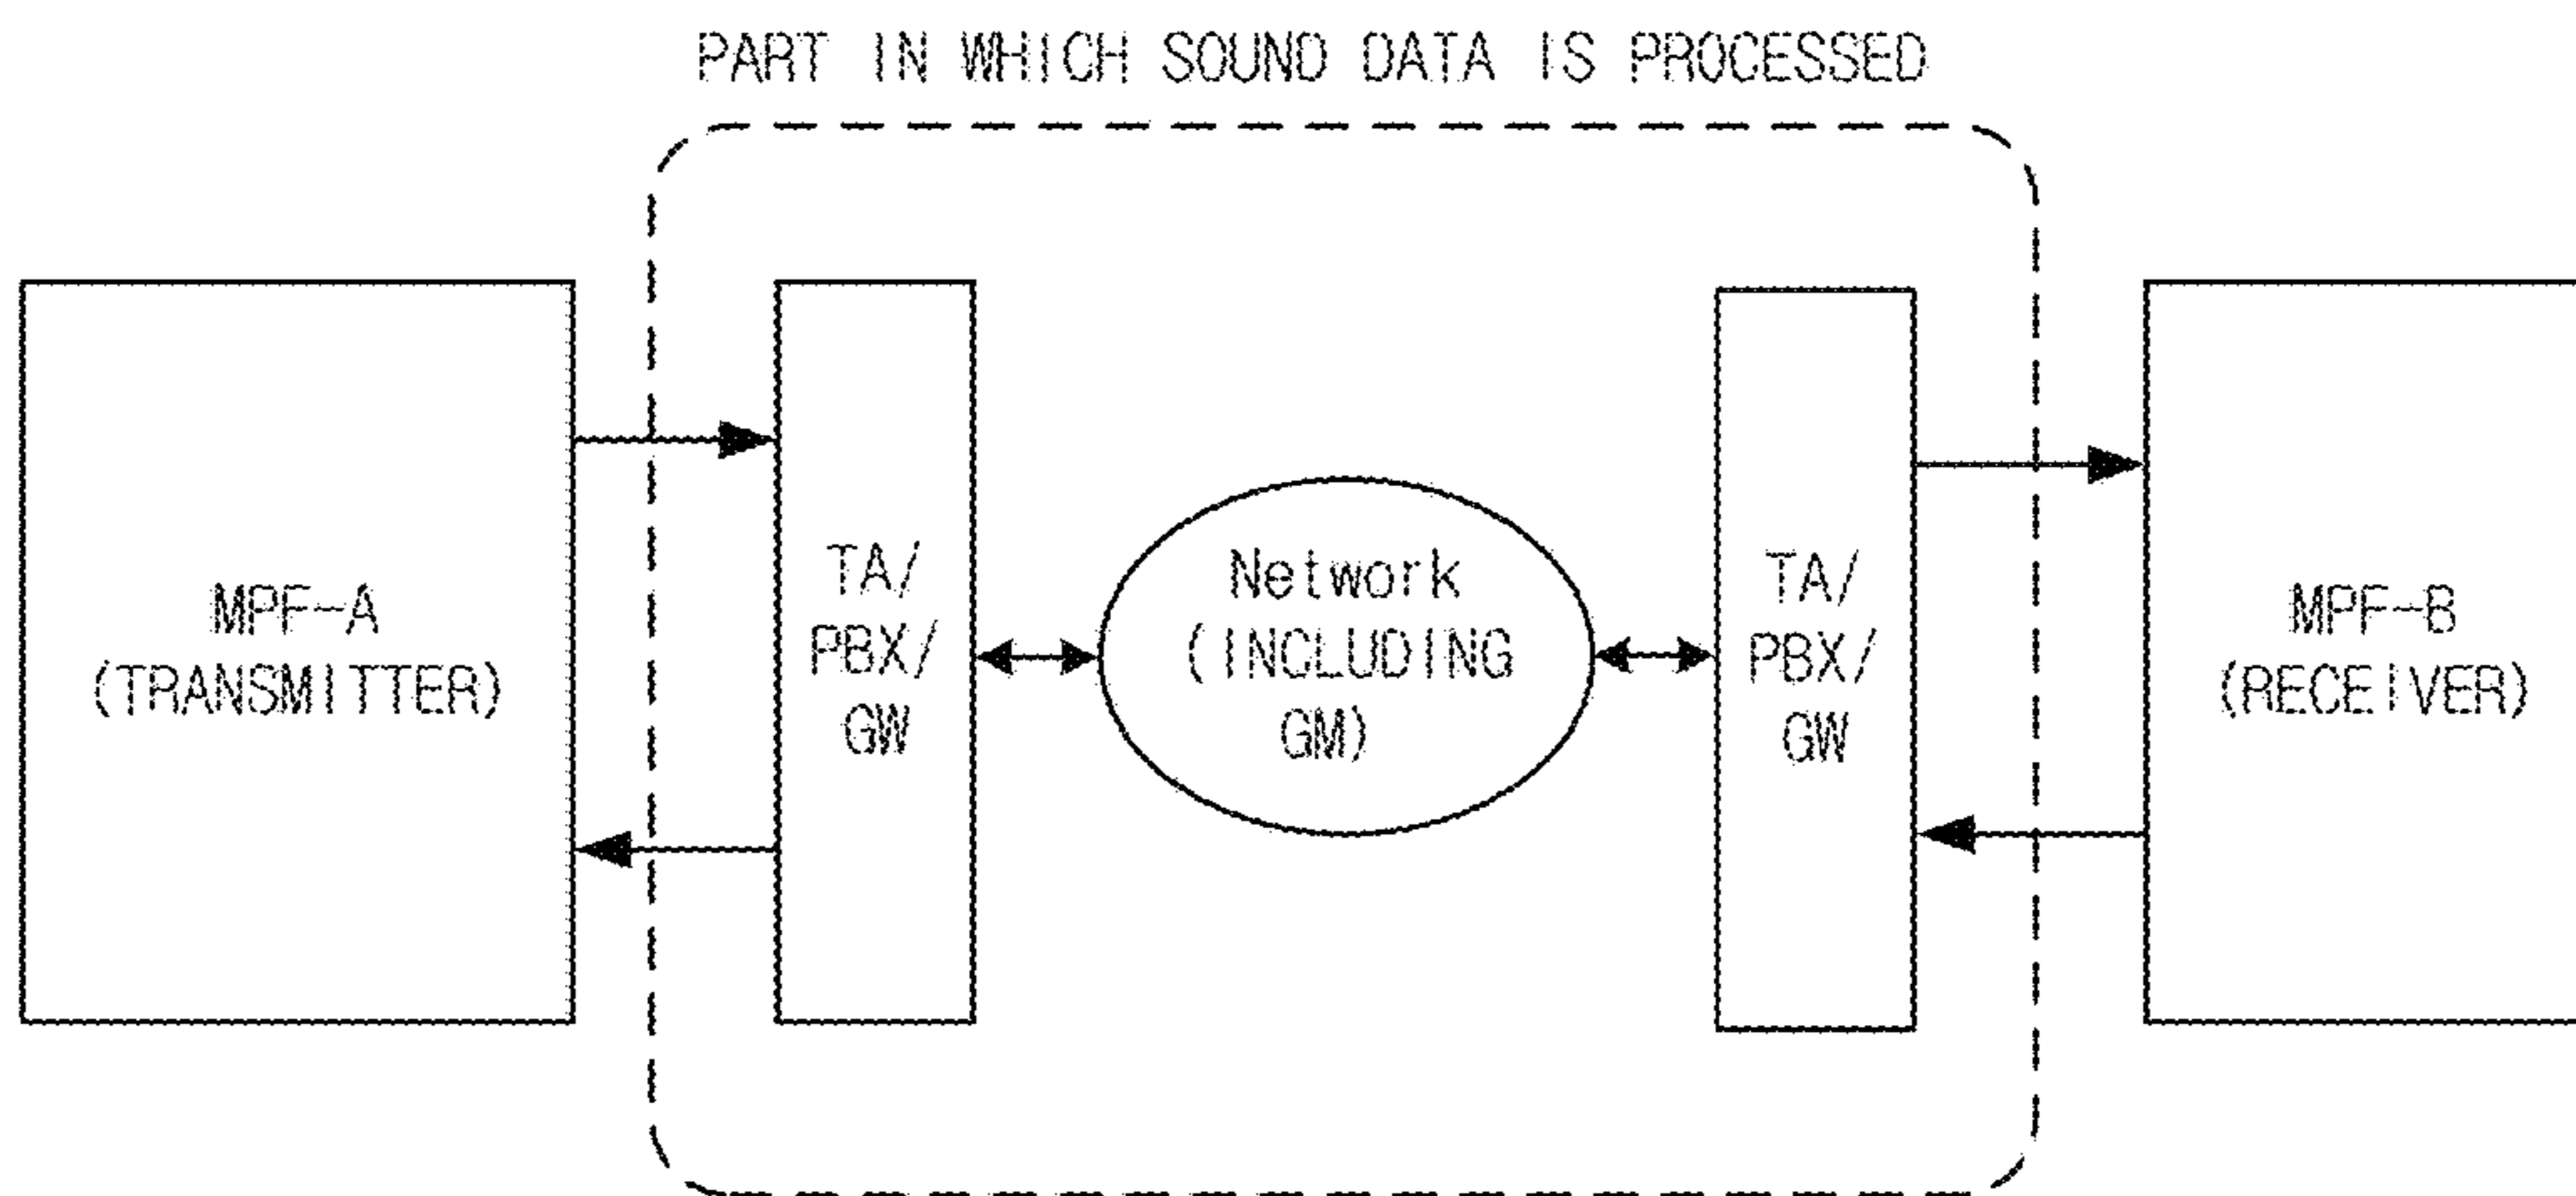 PART IN WHICH SOUND DATA IS PROCESSED
MPF-A
(TRANSMITTER)
TA/
PBX/
GW
Network
(INCLUDING
GM)
TA/
PBX/
GW
MPF-B
(RECEIVER)